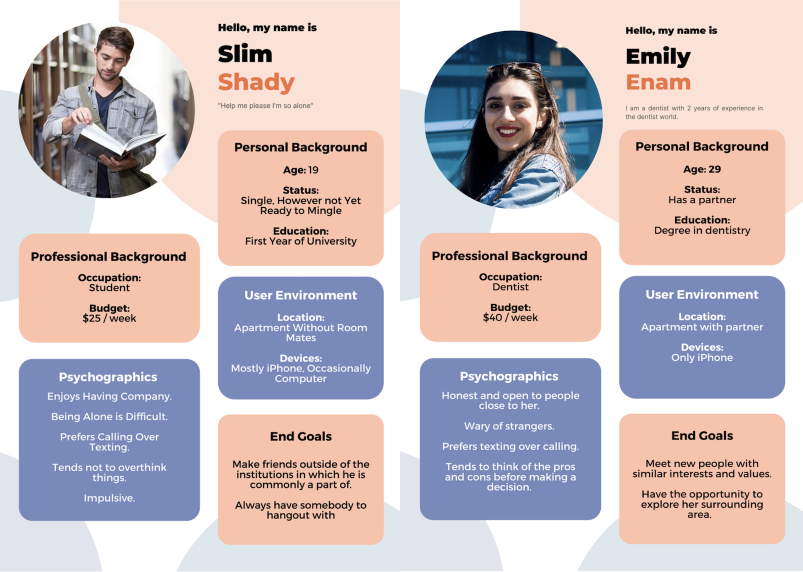 Hello, my name is
Slim
Shady
"Help me please I'm so alone"
Personal Background
Age: 19
Status:
Single, However not Yet
Ready to Mingle
Education:
First Year of University
Professional Background
Occupation:
Student
Budget:
$25 / week
User Environment
Location:
Apartment Without Room
Mates
Devices:
Mostly iPhone, Occasionally
Computer
Psychographics
Enjoys Having Company.
Being Alone is Difficult.
Prefers Calling Over
Texting.
Tends not to overthink
things.
Impulsive.
End Goals
Make friends outside of the
institutions in which he is
commonly a part of.
Always have somebody to
hangout with
Hello, my name is
Emily
Enam
I am a dentist with 2 years of experience in
the dentist world.
Personal Background
Age: 29
Status:
Has a partner
Education:
Degree in dentistry
Professional Background
Occupation:
Dentist
Budget:
$40 / week
User Environment
Location:
Apartment with partner
Devices:
Only iPhone
Psychographics
Honest and open to people
close to her.
Wary of strangers.
Prefers texting over calling.
Tends to think of the pros
and cons before making a
decision.
End Goals
Meet new people with
similar interests and values.
Have the opportunity to
explore her surrounding
area.